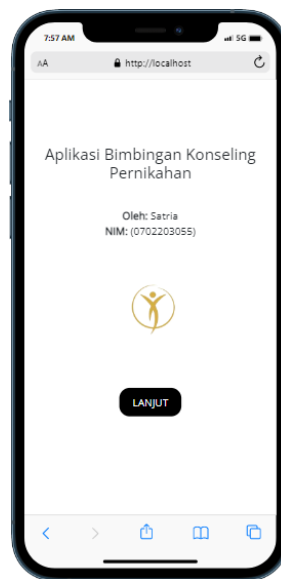 7:57 AM
5G
AA
http://localhost
Aplikasi Bimbingan Konseling
Pernikahan
Oleh: Satria
NIM: (0702203055)
LANJUT